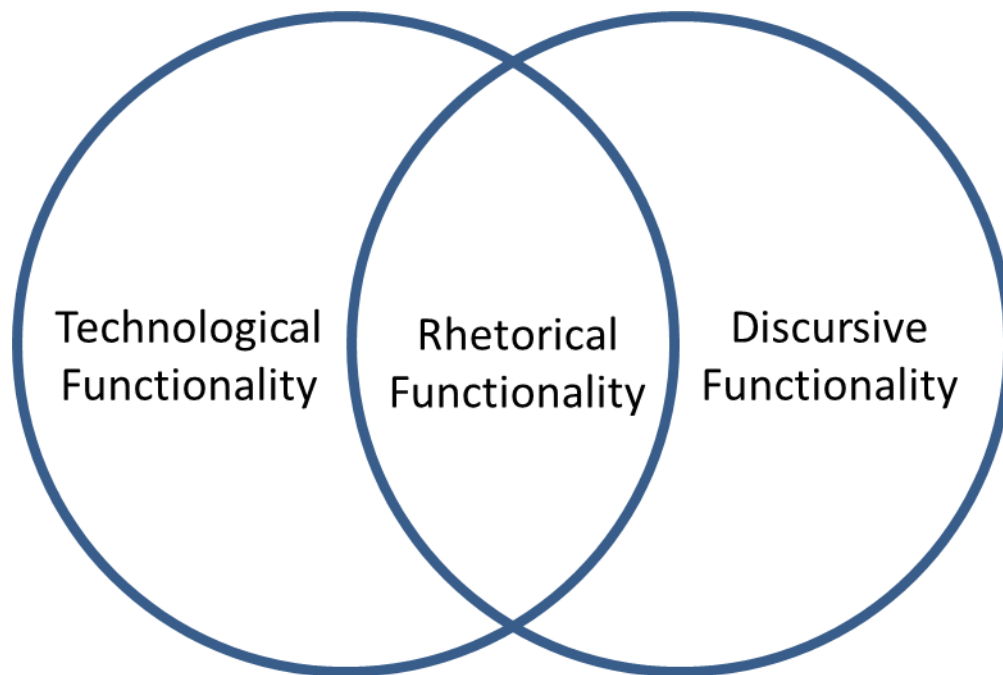 Technological
Functionality
Rhetorical
Functionality
Discursive
Functionality